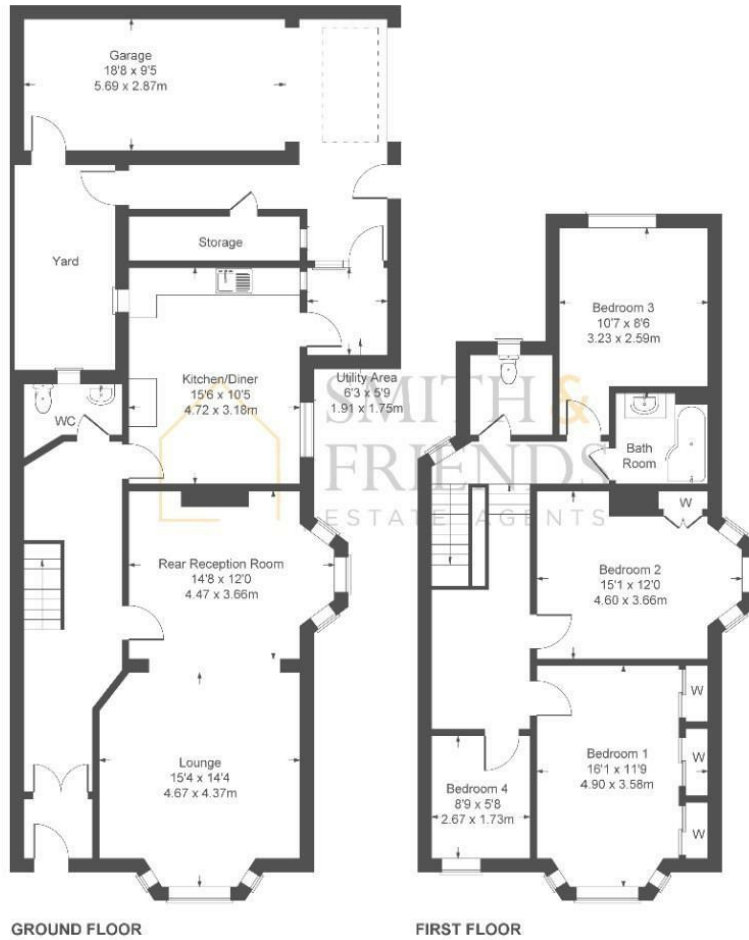 Garage
18'8 x 9'5
5.69 x 2.87m
Storage
Yard
Kitchen/Diner
15'6 x 10'5
4.72 x 3.18m
Utility Area
6'3 x 5'9
1.91 x 1.75m
WC
Rear Reception Room
14'8 x 12'0
4.47 x 3.66m
Lounge
15'4 x 14'4
4.67 x 4.37m
GROUND FLOOR
Bedroom 3
10'7 x 8'6
3.23 x 2.59m
Bath
Room
W
Bedroom 2
15'1 x 12'0
4.60 x 3.66m
W
Bedroom 1
16'1 x 11'9
4.90 x 3.58m
W
W
Bedroom 4
8'9 x 5'8
2.67 x 1.73m
FIRST FLOOR
SMITH &
FRIENDS
ESTATE AGENTS